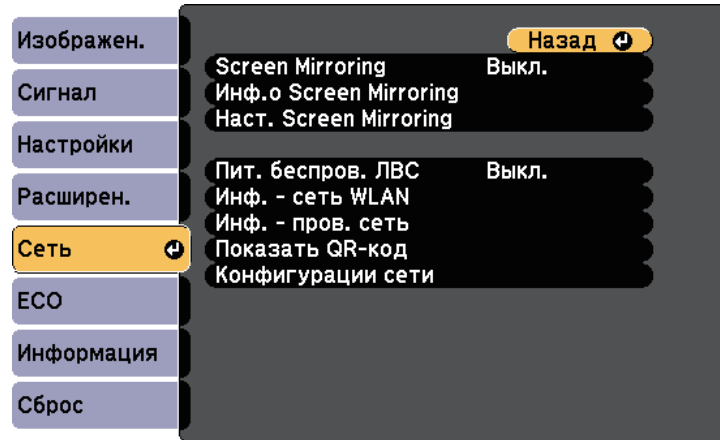 Изображен.
Сигнал
Настройки
Расширен.
Сеть
ECO
Информация
Сброс
Назад
Screen Mirroring Выкл.
Инф.о Screen Mirroring
Наст. Screen Mirroring
Пит. беспров. ЛВС Выкл.
Инф. - сеть WLAN
Инф. - пров. сеть
Показать QR-код
Конфигурации сети